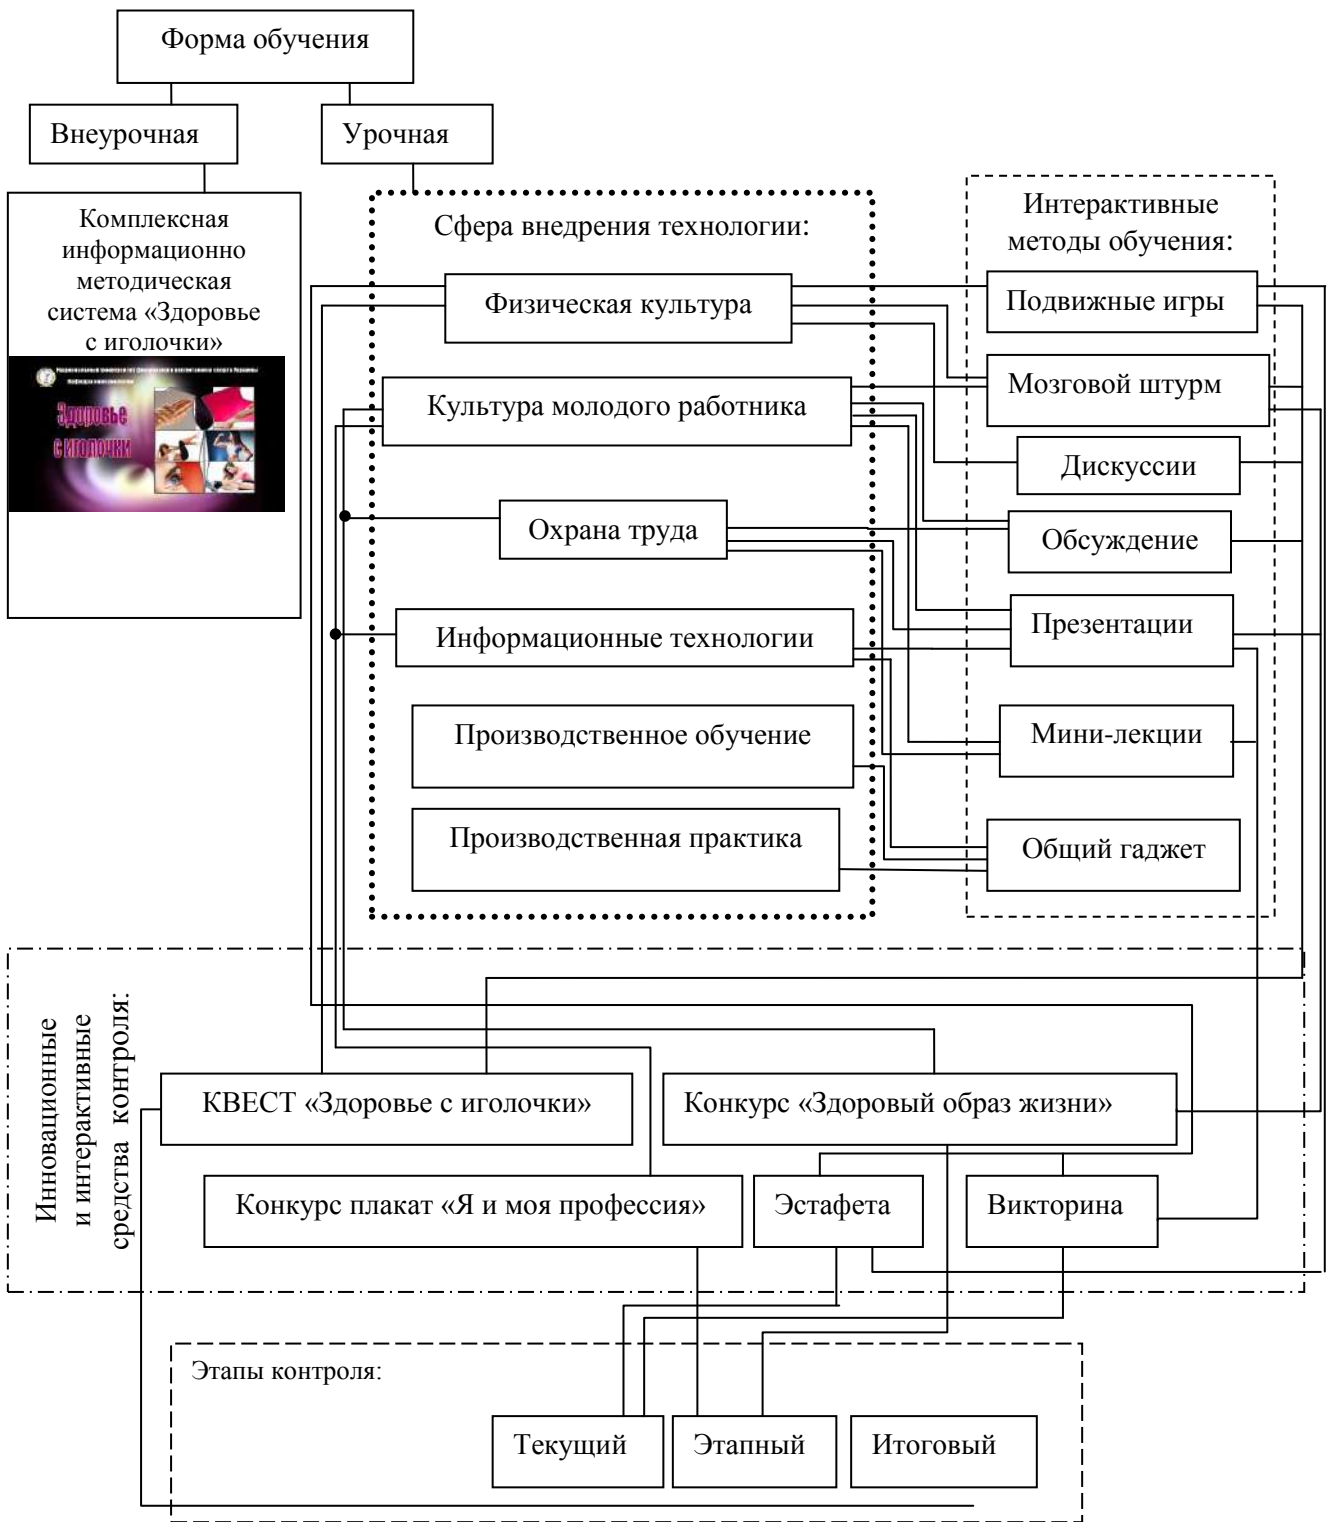 Форма обучения
Внеурочная
Урочная
Комплексная
информационно
методическая
система «Здоровье
с иголочки»
Здоровье
с иголочки
Сфера внедрения технологии:
Физическая культура
Культура молодого работника
Охрана труда
Информационные технологии
Производственное обучение
Производственная практика
Интерактивные
методы обучения:
Подвижные игры
Мозговой штурм
Дискуссии
Обсуждение
Презентации
Мини-лекции
Общий гаджет
Инновационные
и интерактивные
средства контроля:
КВЕСТ «Здоровье с иголочки»
Конкурс «Здоровый образ жизни»
Конкурс плакат «Я и моя профессия»
Эстафета
Викторина
Этапы контроля:
Текущий
Этапный
Итоговый